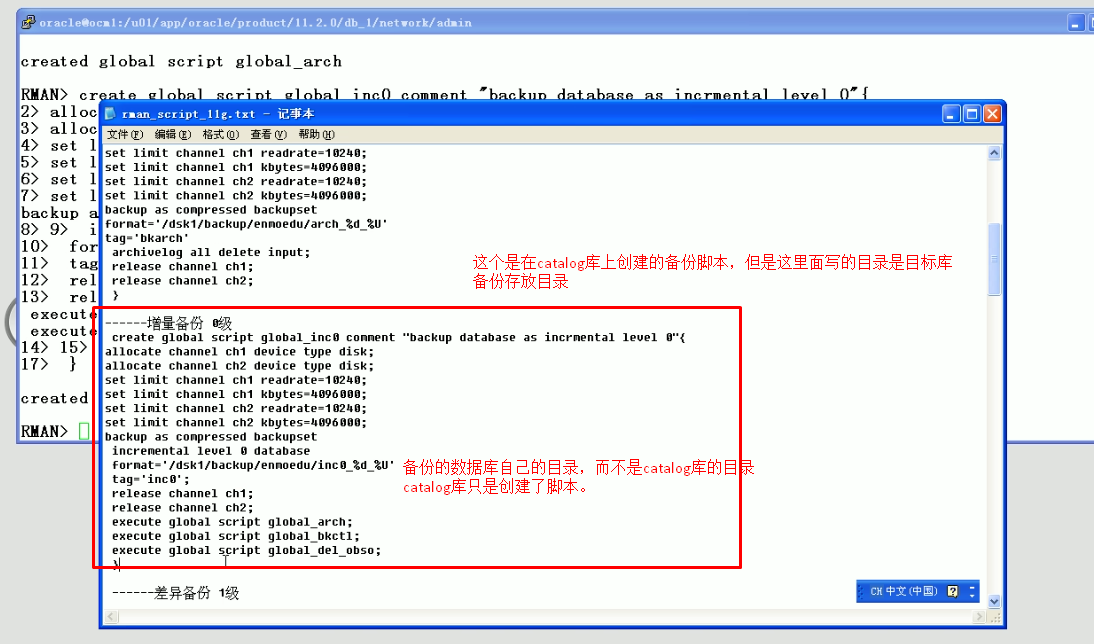 oracle@ocm1:/u01/app/oracle/product/11.2.0/db_1/network/admin
created global script global_arch
RMAN> create global script global_inc0 comment "backup database as incrmental level 0"{
2> alloc
3> alloc
4> set l
5> set l
6> set l
7> set l
backup a
8> 9> i
10> for
11> tag
12> rel
13> rel
execute
execute
14> 15>
17> }
created
RMAN>
rman_script_11g.txt - 记事本
文件(F) 编辑(E) 格式(O) 查看(V) 帮助(H)
set limit channel ch1 readrate=10240;
set limit channel ch1 kbytes=4096000;
set limit channel ch2 readrate=10240;
set limit channel ch2 kbytes=4096000;
backup as compressed backupset
format='/dsk1/backup/enmoedu/arch_%d_%U'
tag='bkarch'
archivelog all delete input;
release channel ch1;
release channel ch2;
}
这个是在catalog库上创建的备份脚本，但是这里面写的目录是目标库
备份存放目录
------增量备份 0级
create global script global_inc0 comment "backup database as incrmental level 0"{
allocate channel ch1 device type disk;
allocate channel ch2 device type disk;
set limit channel ch1 readrate=10240;
set limit channel ch1 kbytes=4096000;
set limit channel ch2 readrate=10240;
set limit channel ch2 kbytes=4096000;
backup as compressed backupset
incremental level 0 database
format='/dsk1/backup/enmoedu/inc0_%d_%U'
tag='inc0';
release channel ch1;
release channel ch2;
execute global script global_arch;
execute global script global_bkctl;
execute global script global_del_obso;
}
备份的数据库自己的目录，而不是catalog库的目录
catalog库只是创建了脚本。
------差异备份 1级
CH 中文(中国)